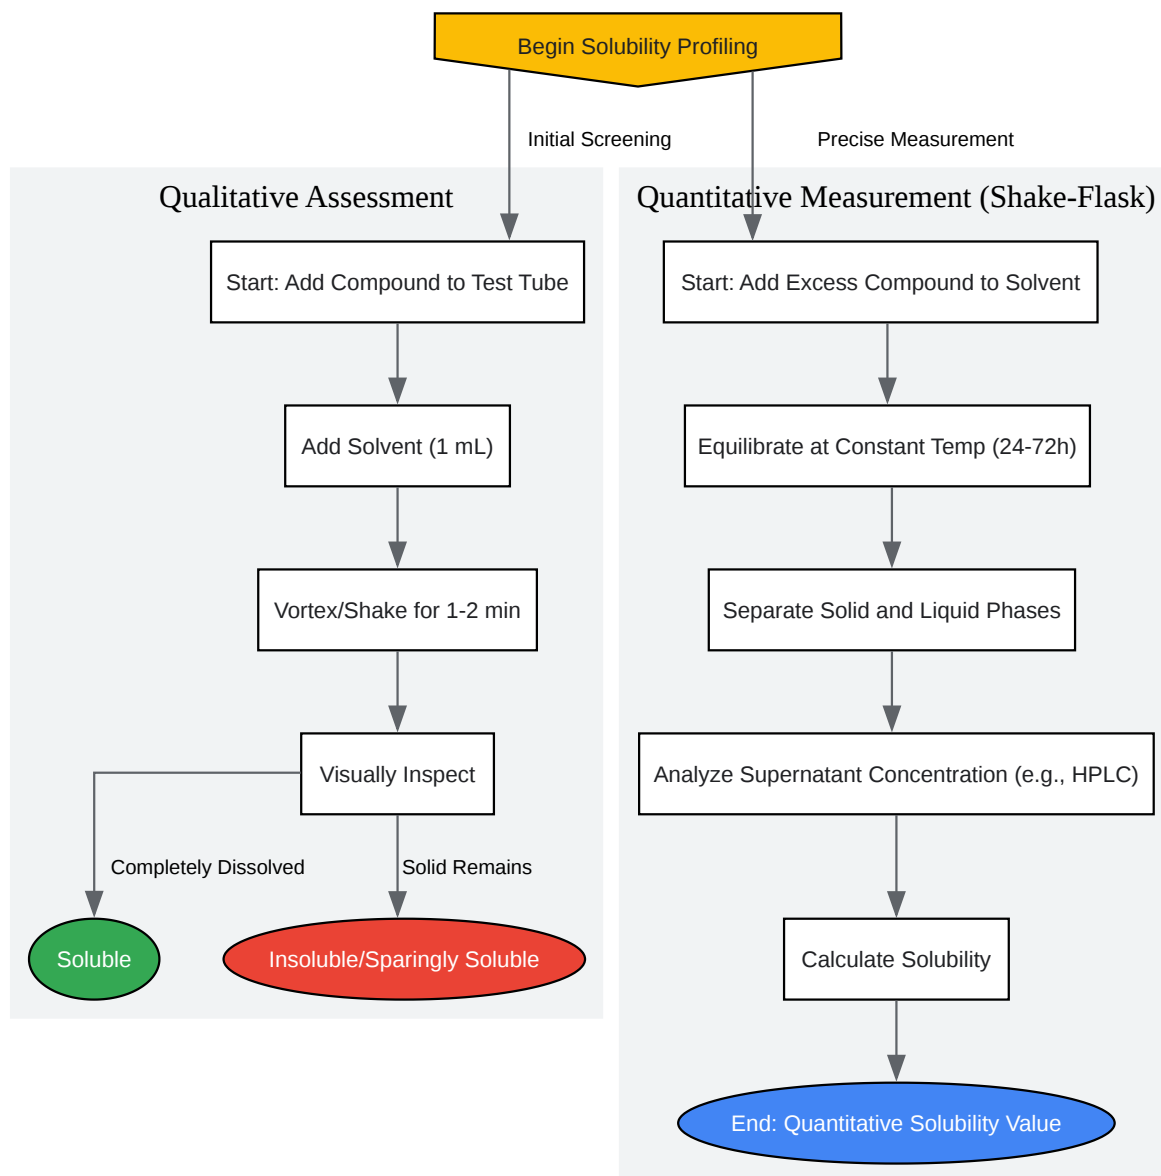 Begin Solubility Profiling
Initial Screening
Precise Measurement
Qualitative Assessment
Start: Add Compound to Test Tube
Add Solvent (1 mL)
Vortex/Shake for 1-2 min
Visually Inspect
Completely Dissolved
Solid Remains
Soluble
Insoluble/Sparingly Soluble
Quantitative Measurement (Shake-Flask)
Start: Add Excess Compound to Solvent
Equilibrate at Constant Temp (24-72h)
Separate Solid and Liquid Phases
Analyze Supernatant Concentration (e.g., HPLC)
Calculate Solubility
End: Quantitative Solubility Value